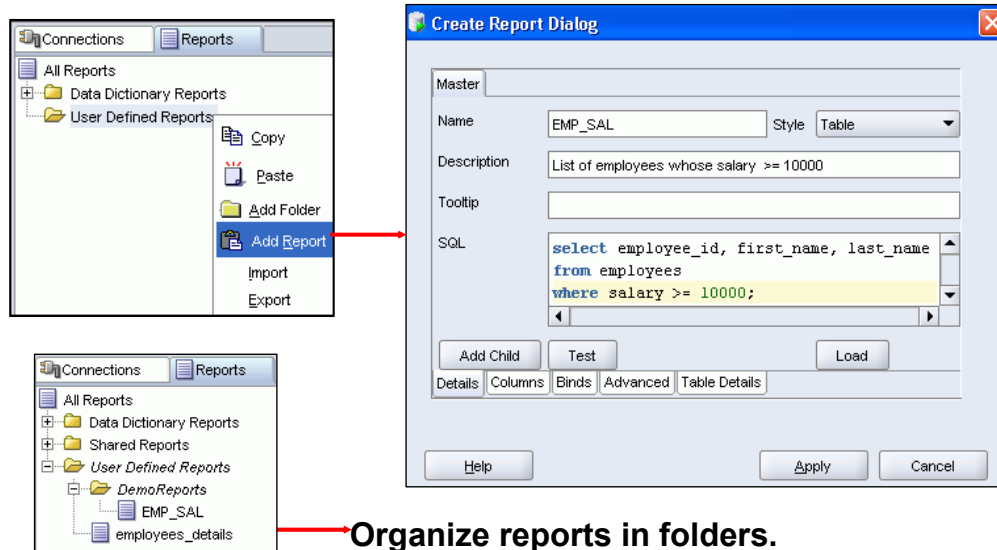 Connections Reports
All Reports
Data Dictionary Reports
User Defined Reports
Copy
Paste
Add Folder
Add Report
Import
Export
Create Report Dialog
Master
Name EMP_SAL Style Table
Description List of employees whose salary >= 10000
Tooltip
SQL select employee_id, first_name, last_name
from employees
where salary >= 10000;
Add Child Test Load
Details Columns Binds Advanced Table Details
Help Apply Cancel
Connections Reports
All Reports
Data Dictionary Reports
Shared Reports
User Defined Reports
DemoReports
EMP_SAL
employees_details
Organize reports in folders.